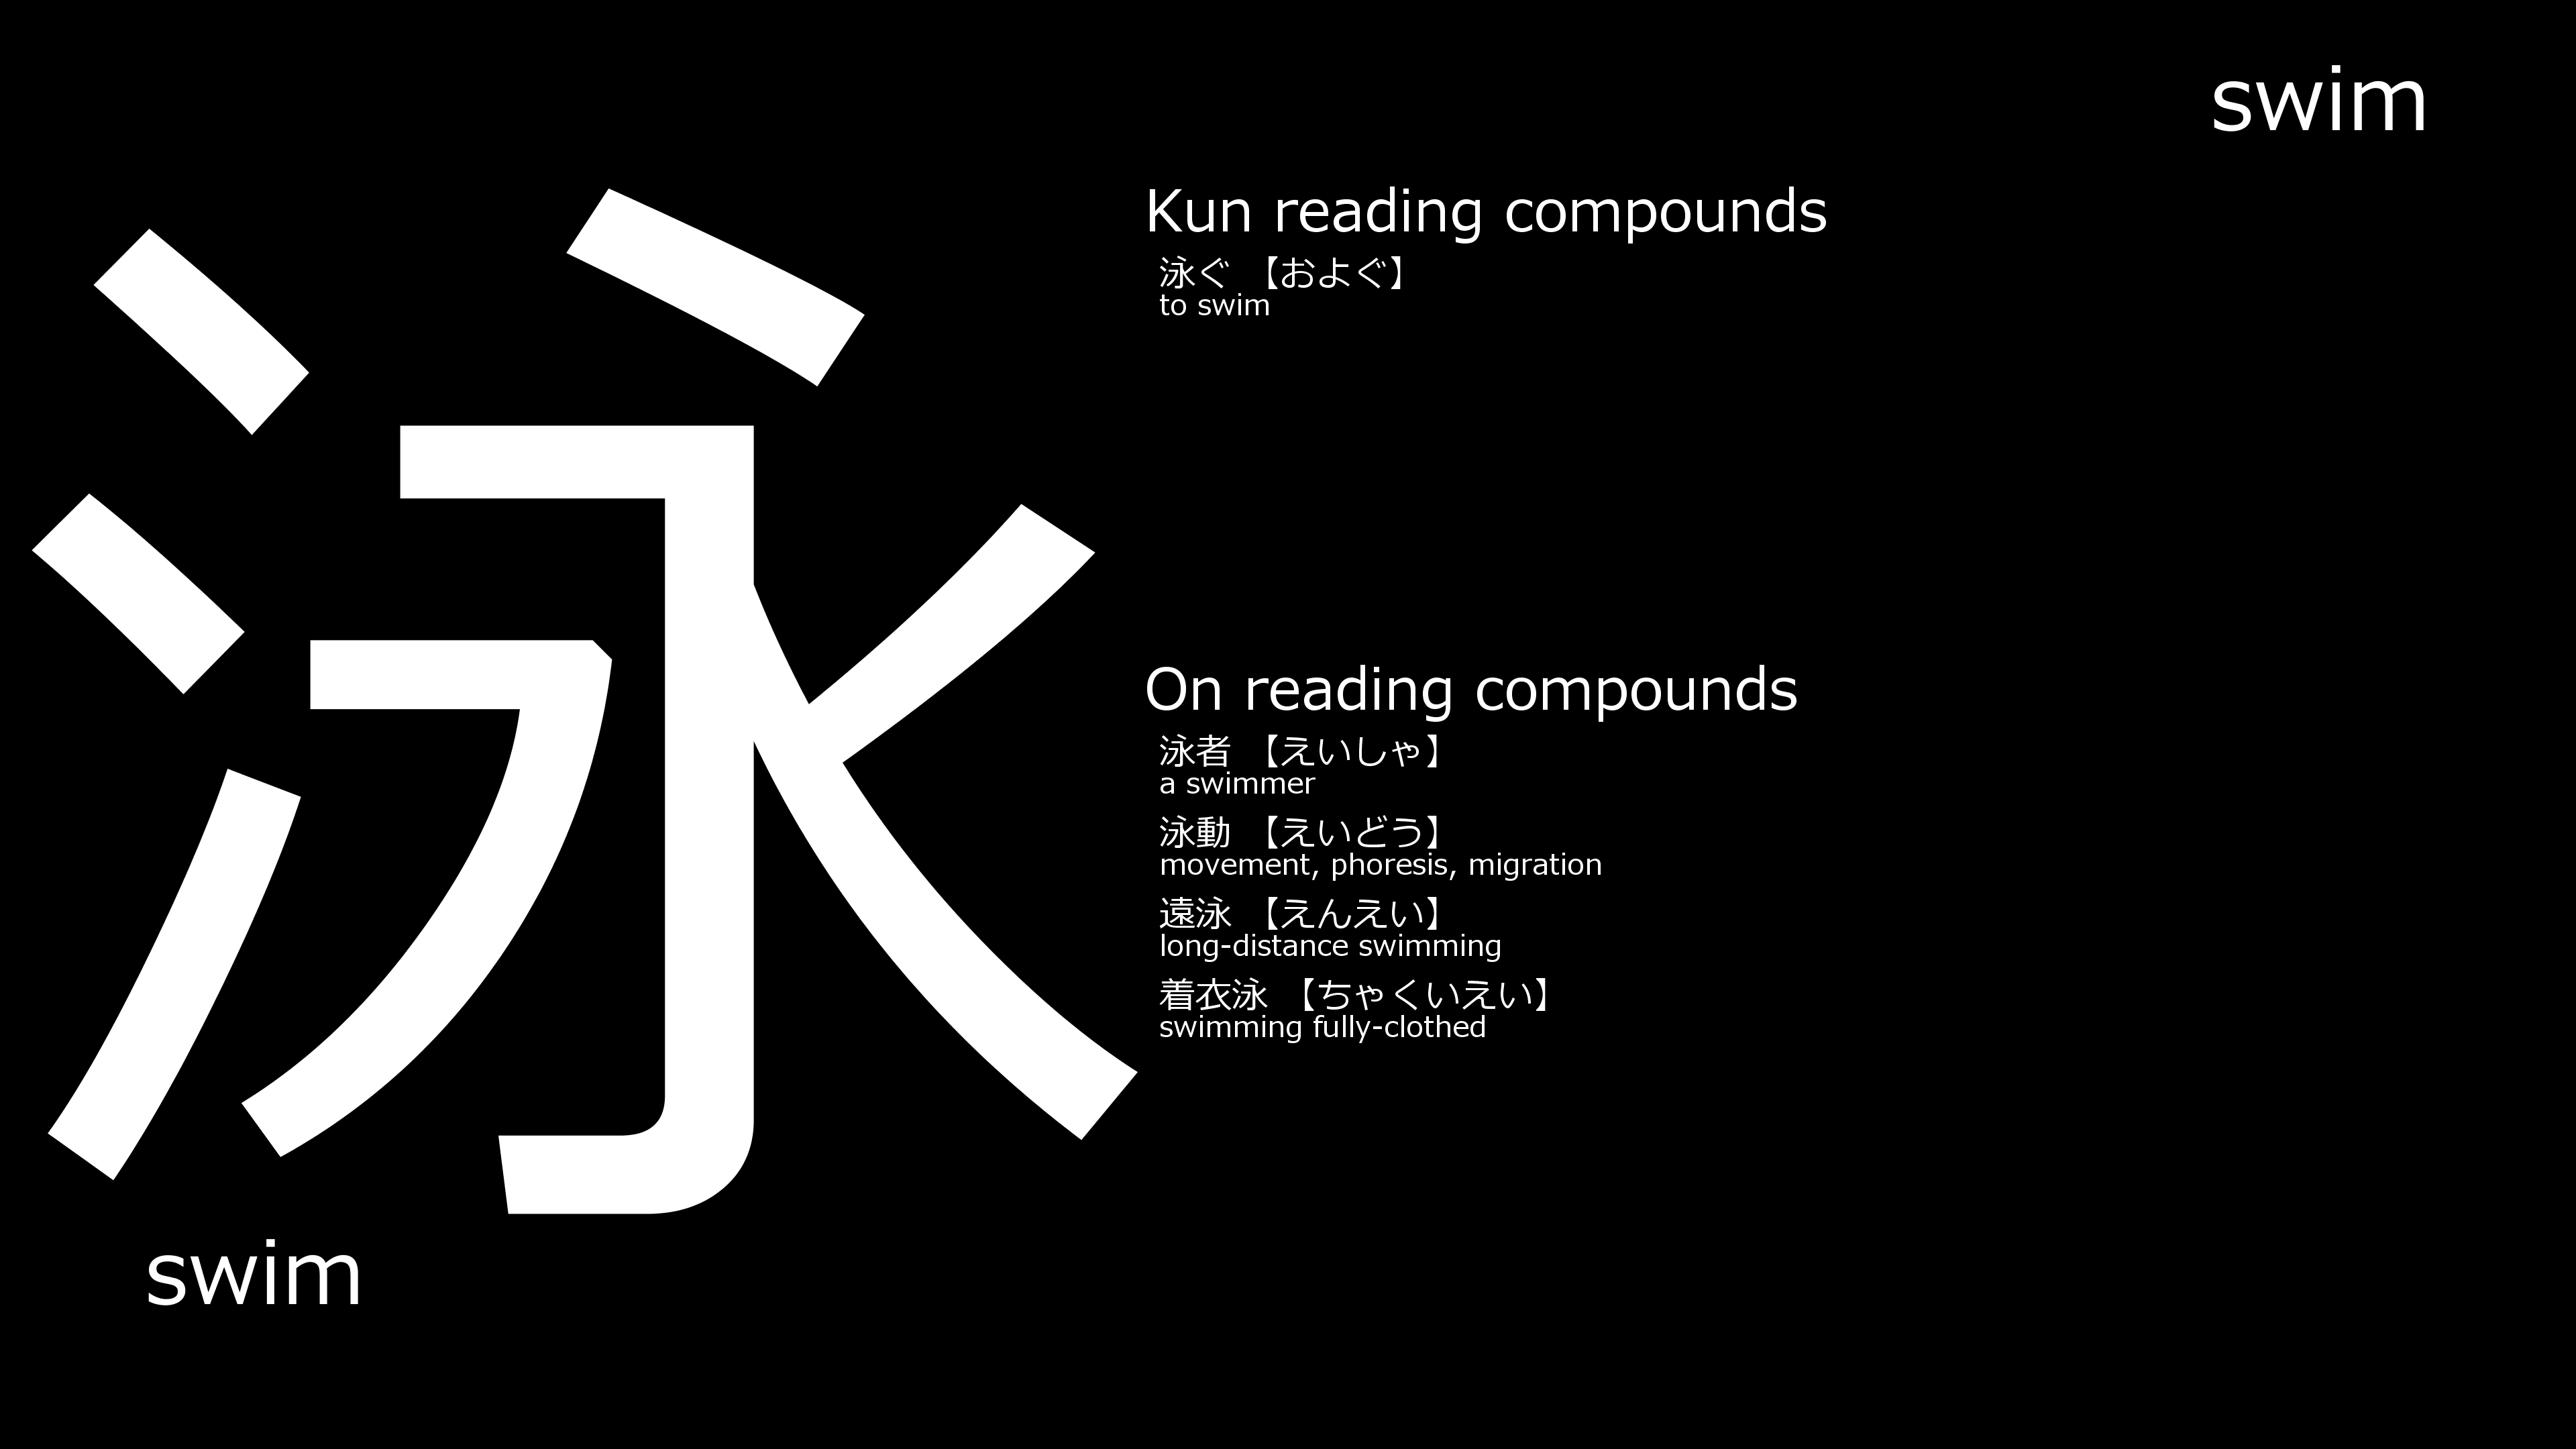 swim
泳
swim
Kun reading compounds
泳ぐ 【およぐ】
to swim
On reading compounds
泳者 【えいしゃ】
a swimmer
泳動 【えいどう】
movement, phoresis, migration
遠泳 【えんえい】
long-distance swimming
着衣泳 【ちゃくいえい】
swimming fully-clothed